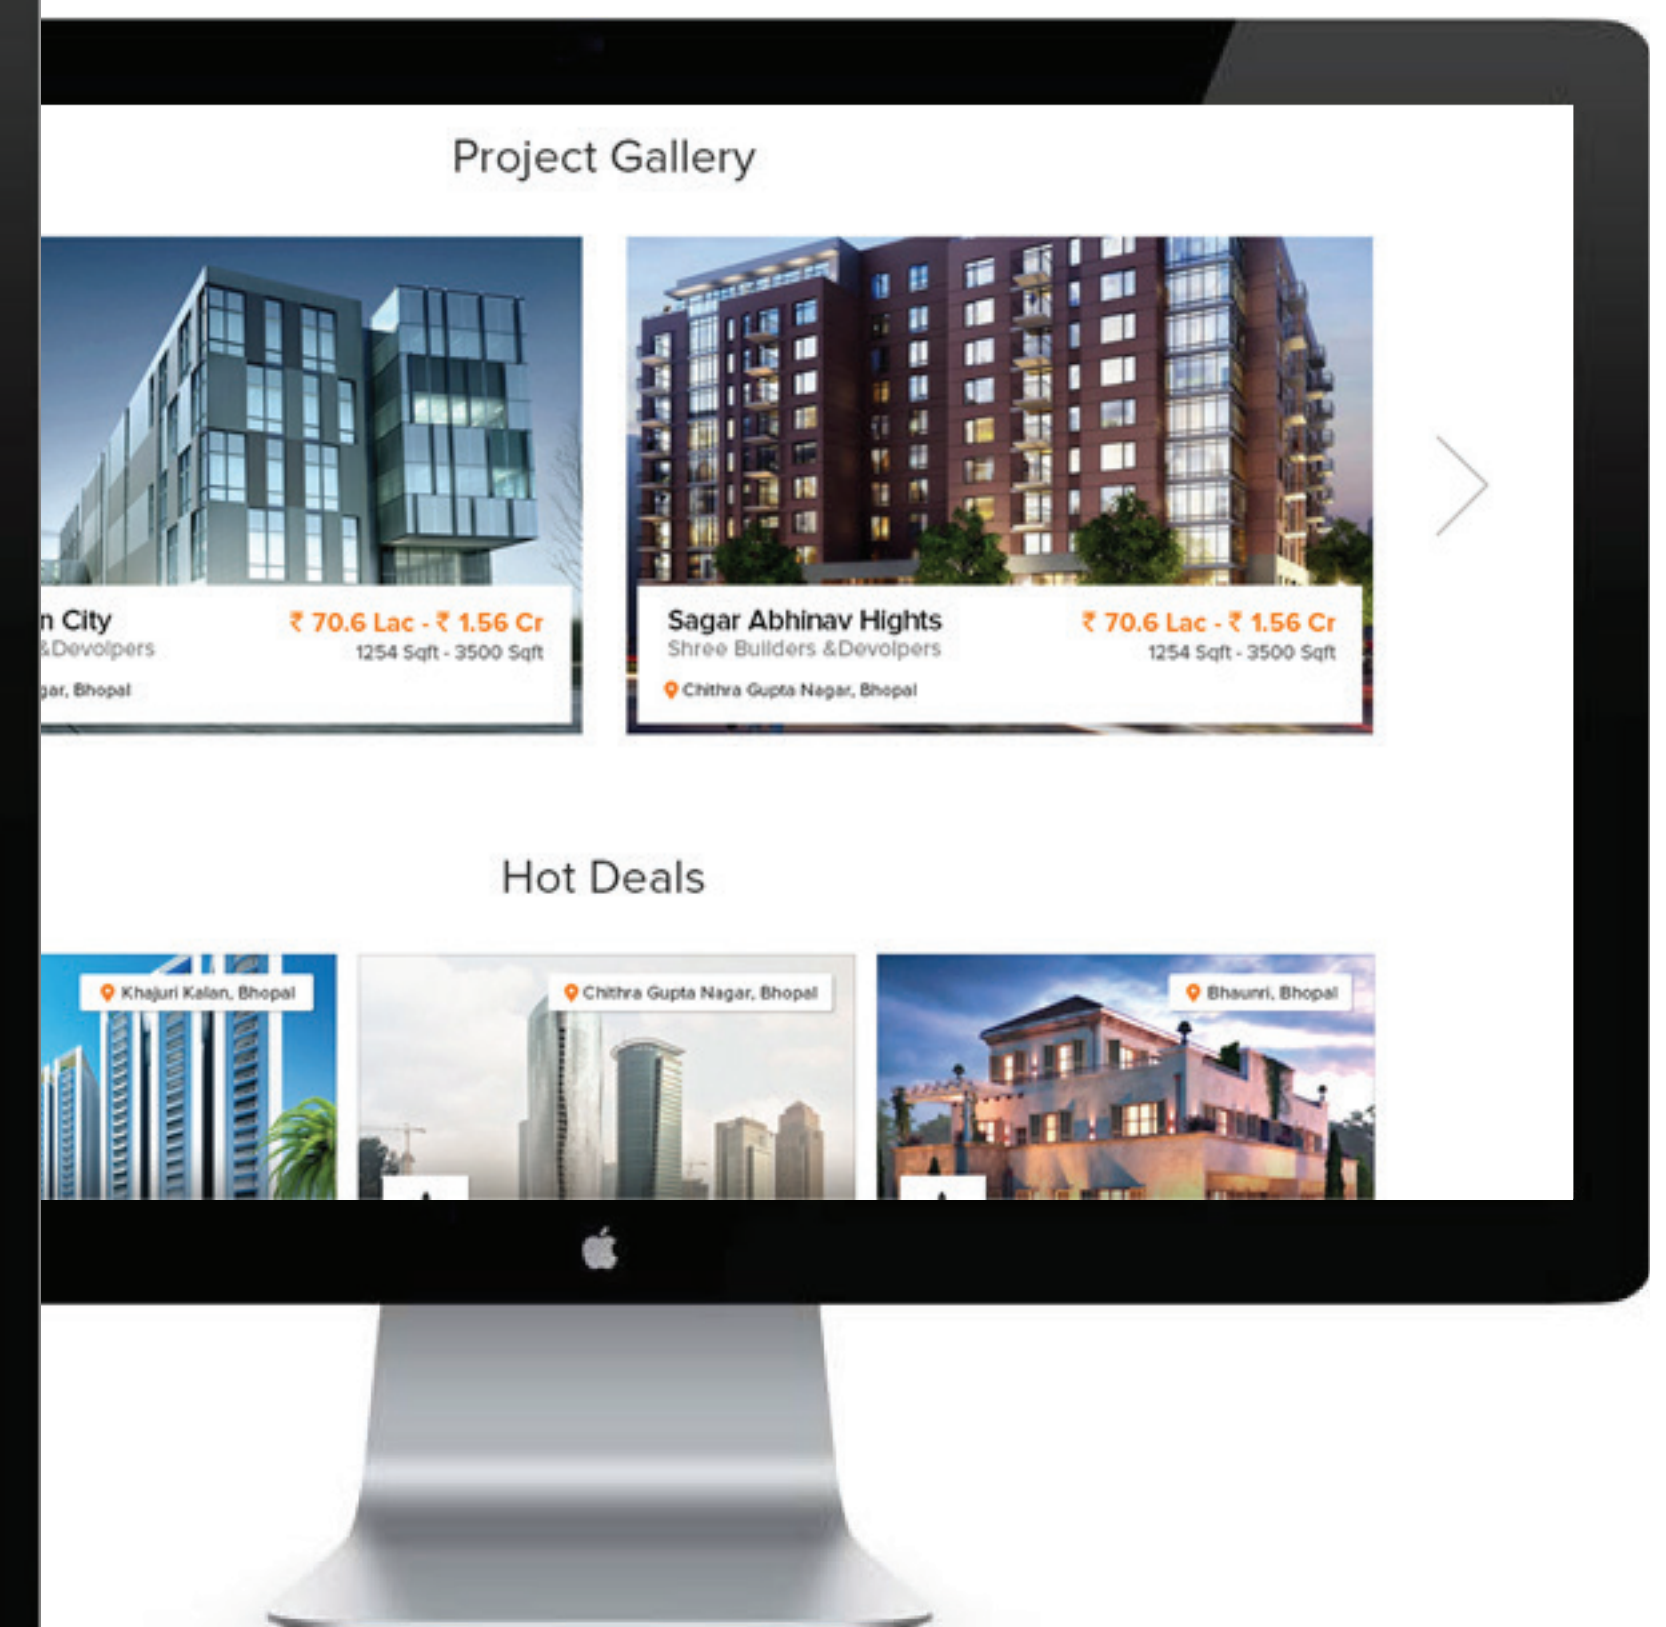 Project Gallery
n City
₹ 70.6 Lac - ₹ 1.56 Cr
&Devolpers
1254 Sqft - 3500 Sqft
gar, Bhopal
Sagar Abhinav Hights
₹ 70.6 Lac - ₹ 1.56 Cr
Shree Builders &Devolpers
1254 Sqft - 3500 Sqft
Chithra Gupta Nagar, Bhopal
Hot Deals
Khajuri Kalan, Bhopal
Chithra Gupta Nagar, Bhopal
Bhaunri, Bhopal